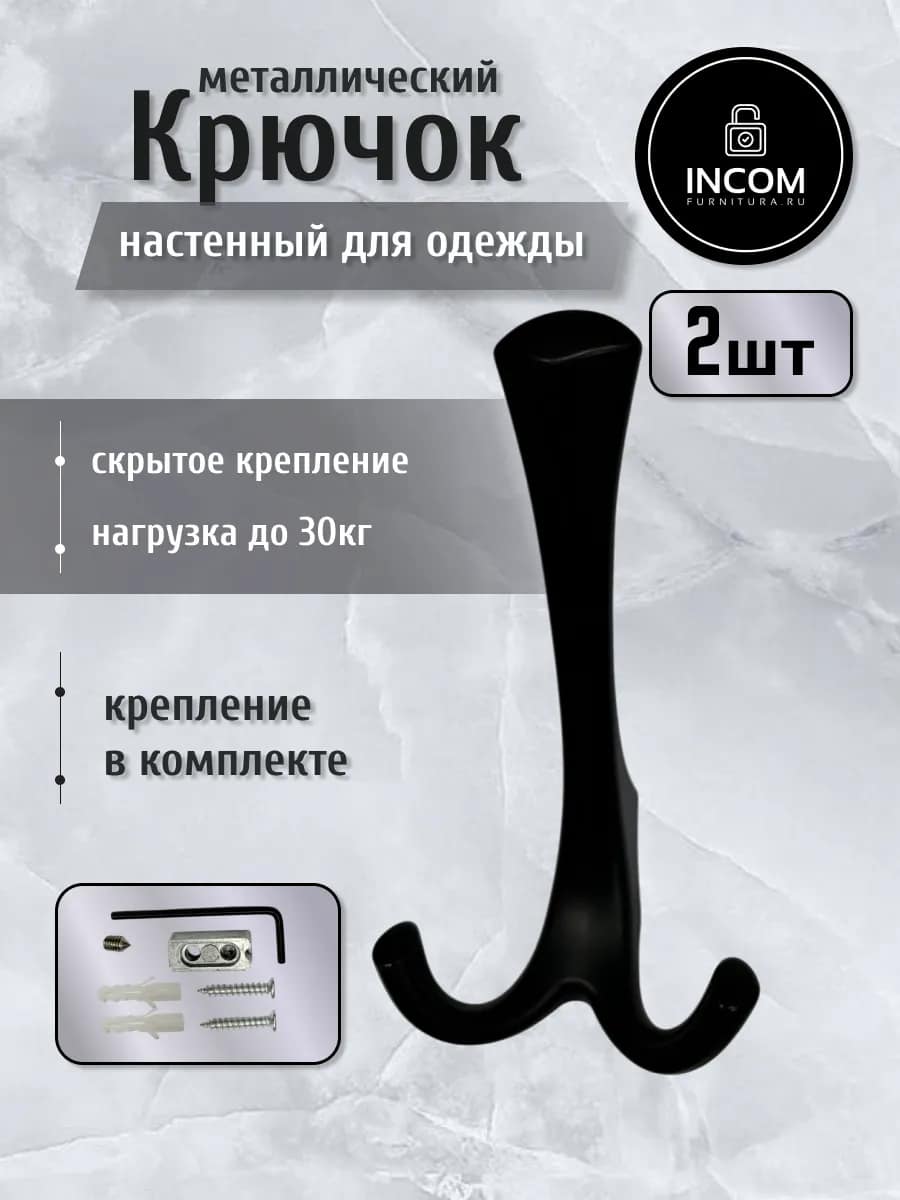 металлический
Крючок
настенный для одежды
INCOM
FURNITURA.RU
2шт
скрытое крепление
нагрузка до 30кг
крепление
в комплекте